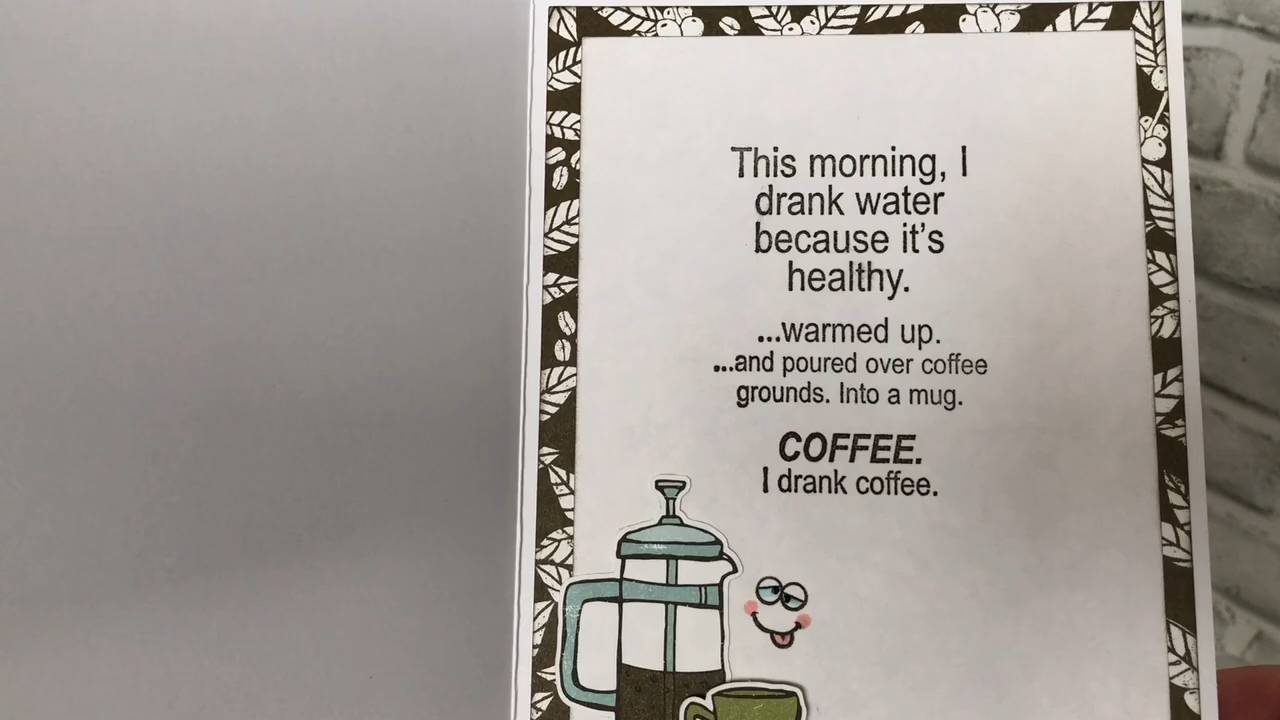 This morning, I
drank water
because it's
healthy.
...warmed up.
...and poured over coffee
grounds. Into a mug.
COFFEE.
I drank coffee.